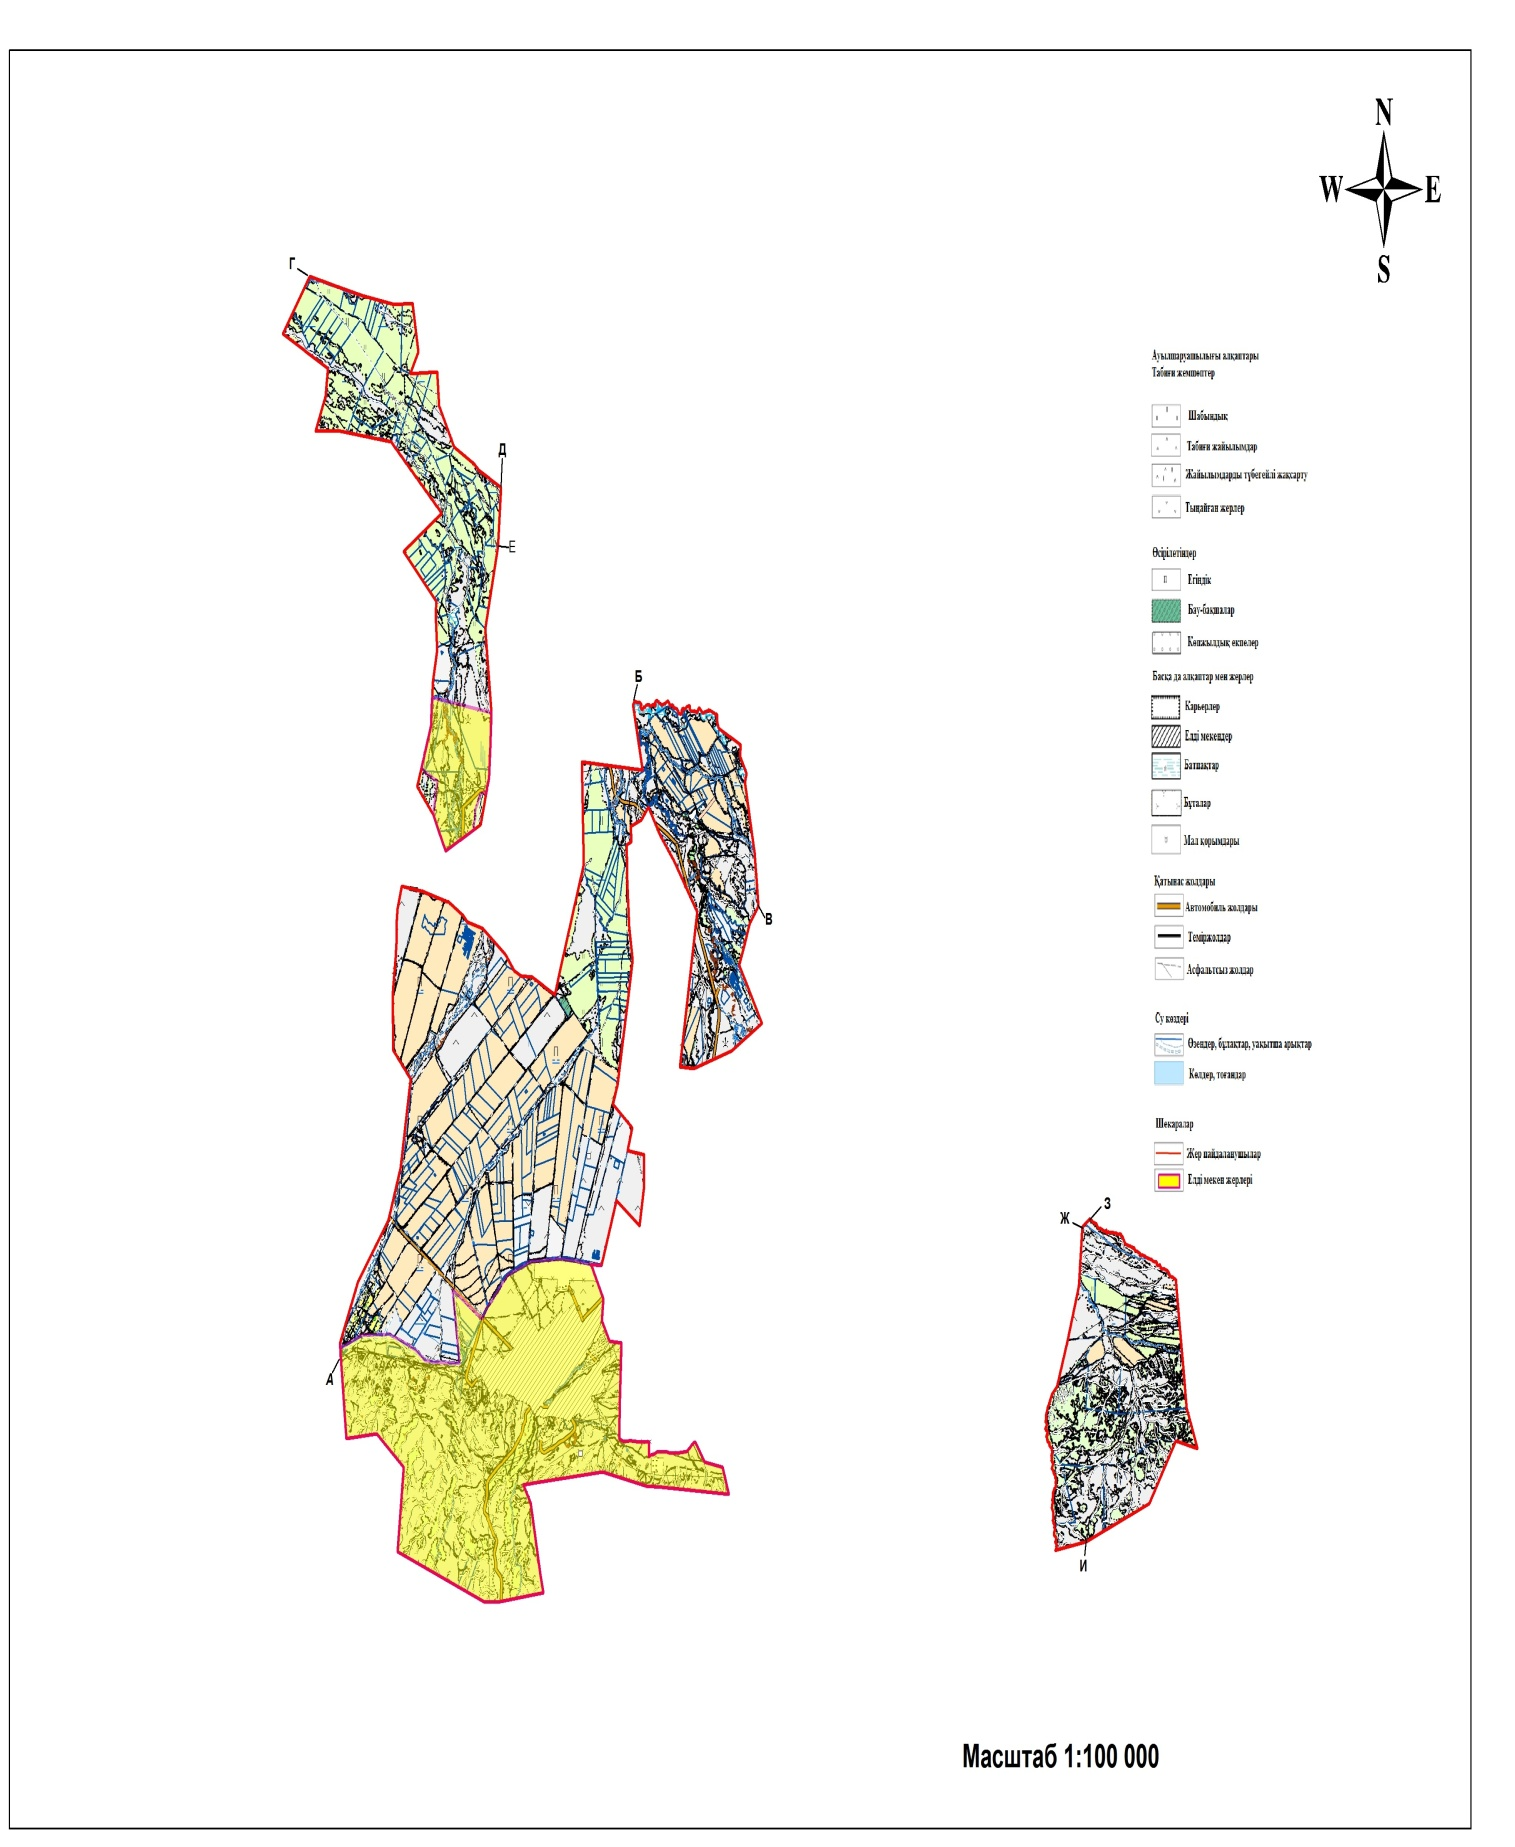 N
W E
S
Г
Д
Е
Б
В
А
Ж
З
И
Ауылшаруашылығы алқаптары
Табиғи жемшөптер
Шабындық
Табиғи жайылымдар
Жайылымдарды түбегейлі жақсарту
Тыңайған жерлер
Өсірілетіндер
Егіндік
Бау-бақшалар
Көпжылдық екпелер
Басқа да алқаптар мен жерлер
Карьерлер
Елді мекендер
Батпақтар
Бұталар
Мал қорымдары
Қатынас жолдары
Автомобиль жолдары
Теміржолдар
Асфальтсыз жолдар
Су көздері
Өзендер, бұлақтар, уақытша арықтар
Көлдер, тоғандар
Шекаралар
Жер пайдаланушылар
Елді мекен жерлері
Масштаб 1:100 000